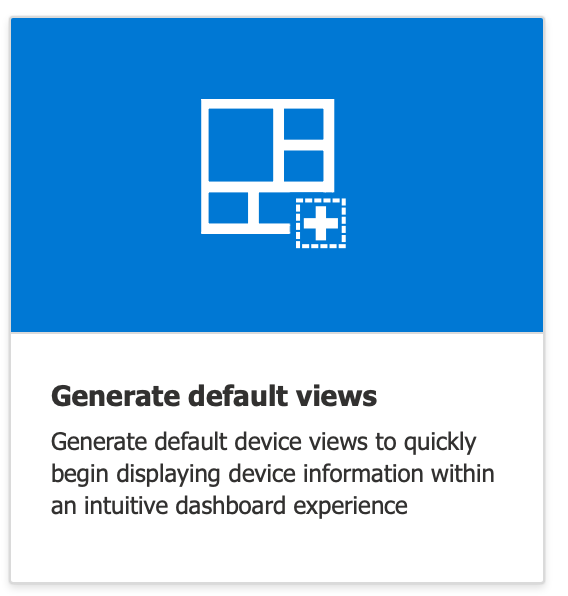 Generate default views
Generate default device views to quickly
begin displaying device information within
an intuitive dashboard experience